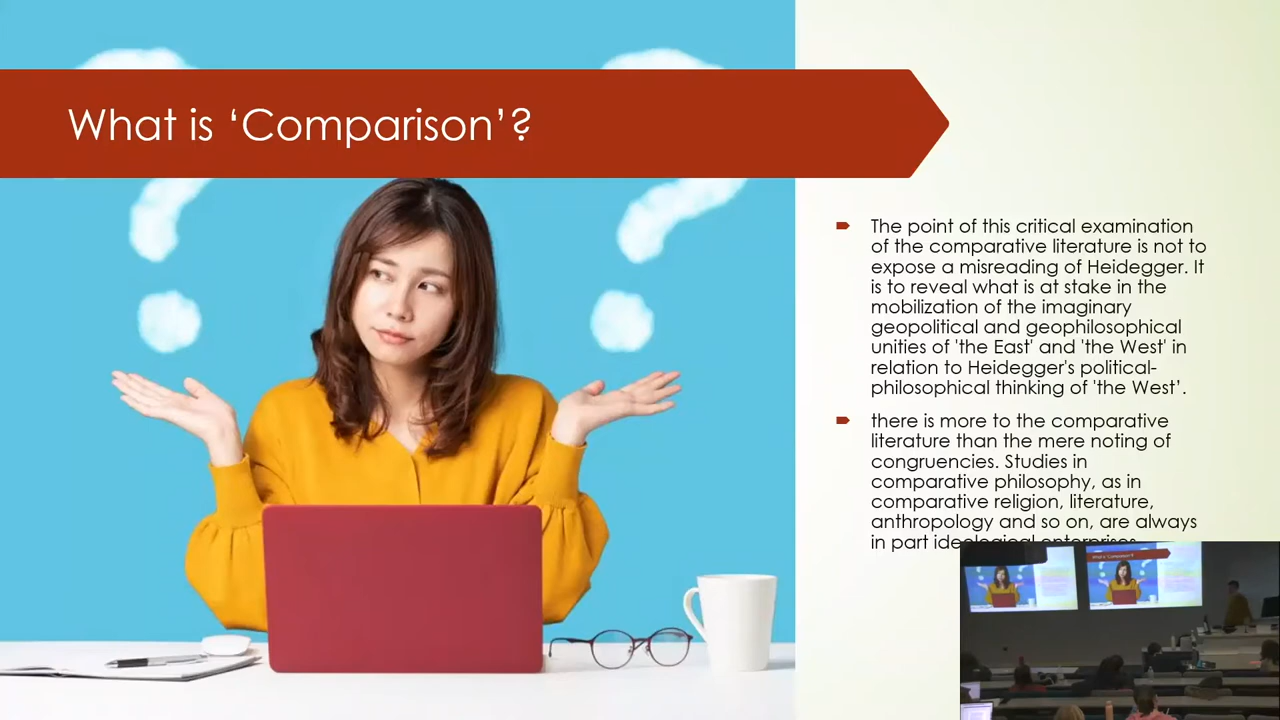 What is ‘Comparison’?
The point of this critical examination
of the comparative literature is not to
expose a misreading of Heidegger. It
is to reveal what is at stake in the
mobilization of the imaginary
geopolitical and geophilosophical
unities of 'the East' and 'the West' in
relation to Heidegger's political-
philosophical thinking of 'the West’.
there is more to the comparative
literature than the mere noting of
congruencies. Studies in
comparative philosophy, as in
comparative religion, literature,
anthropology and so on, are always
in part ideological enterprises